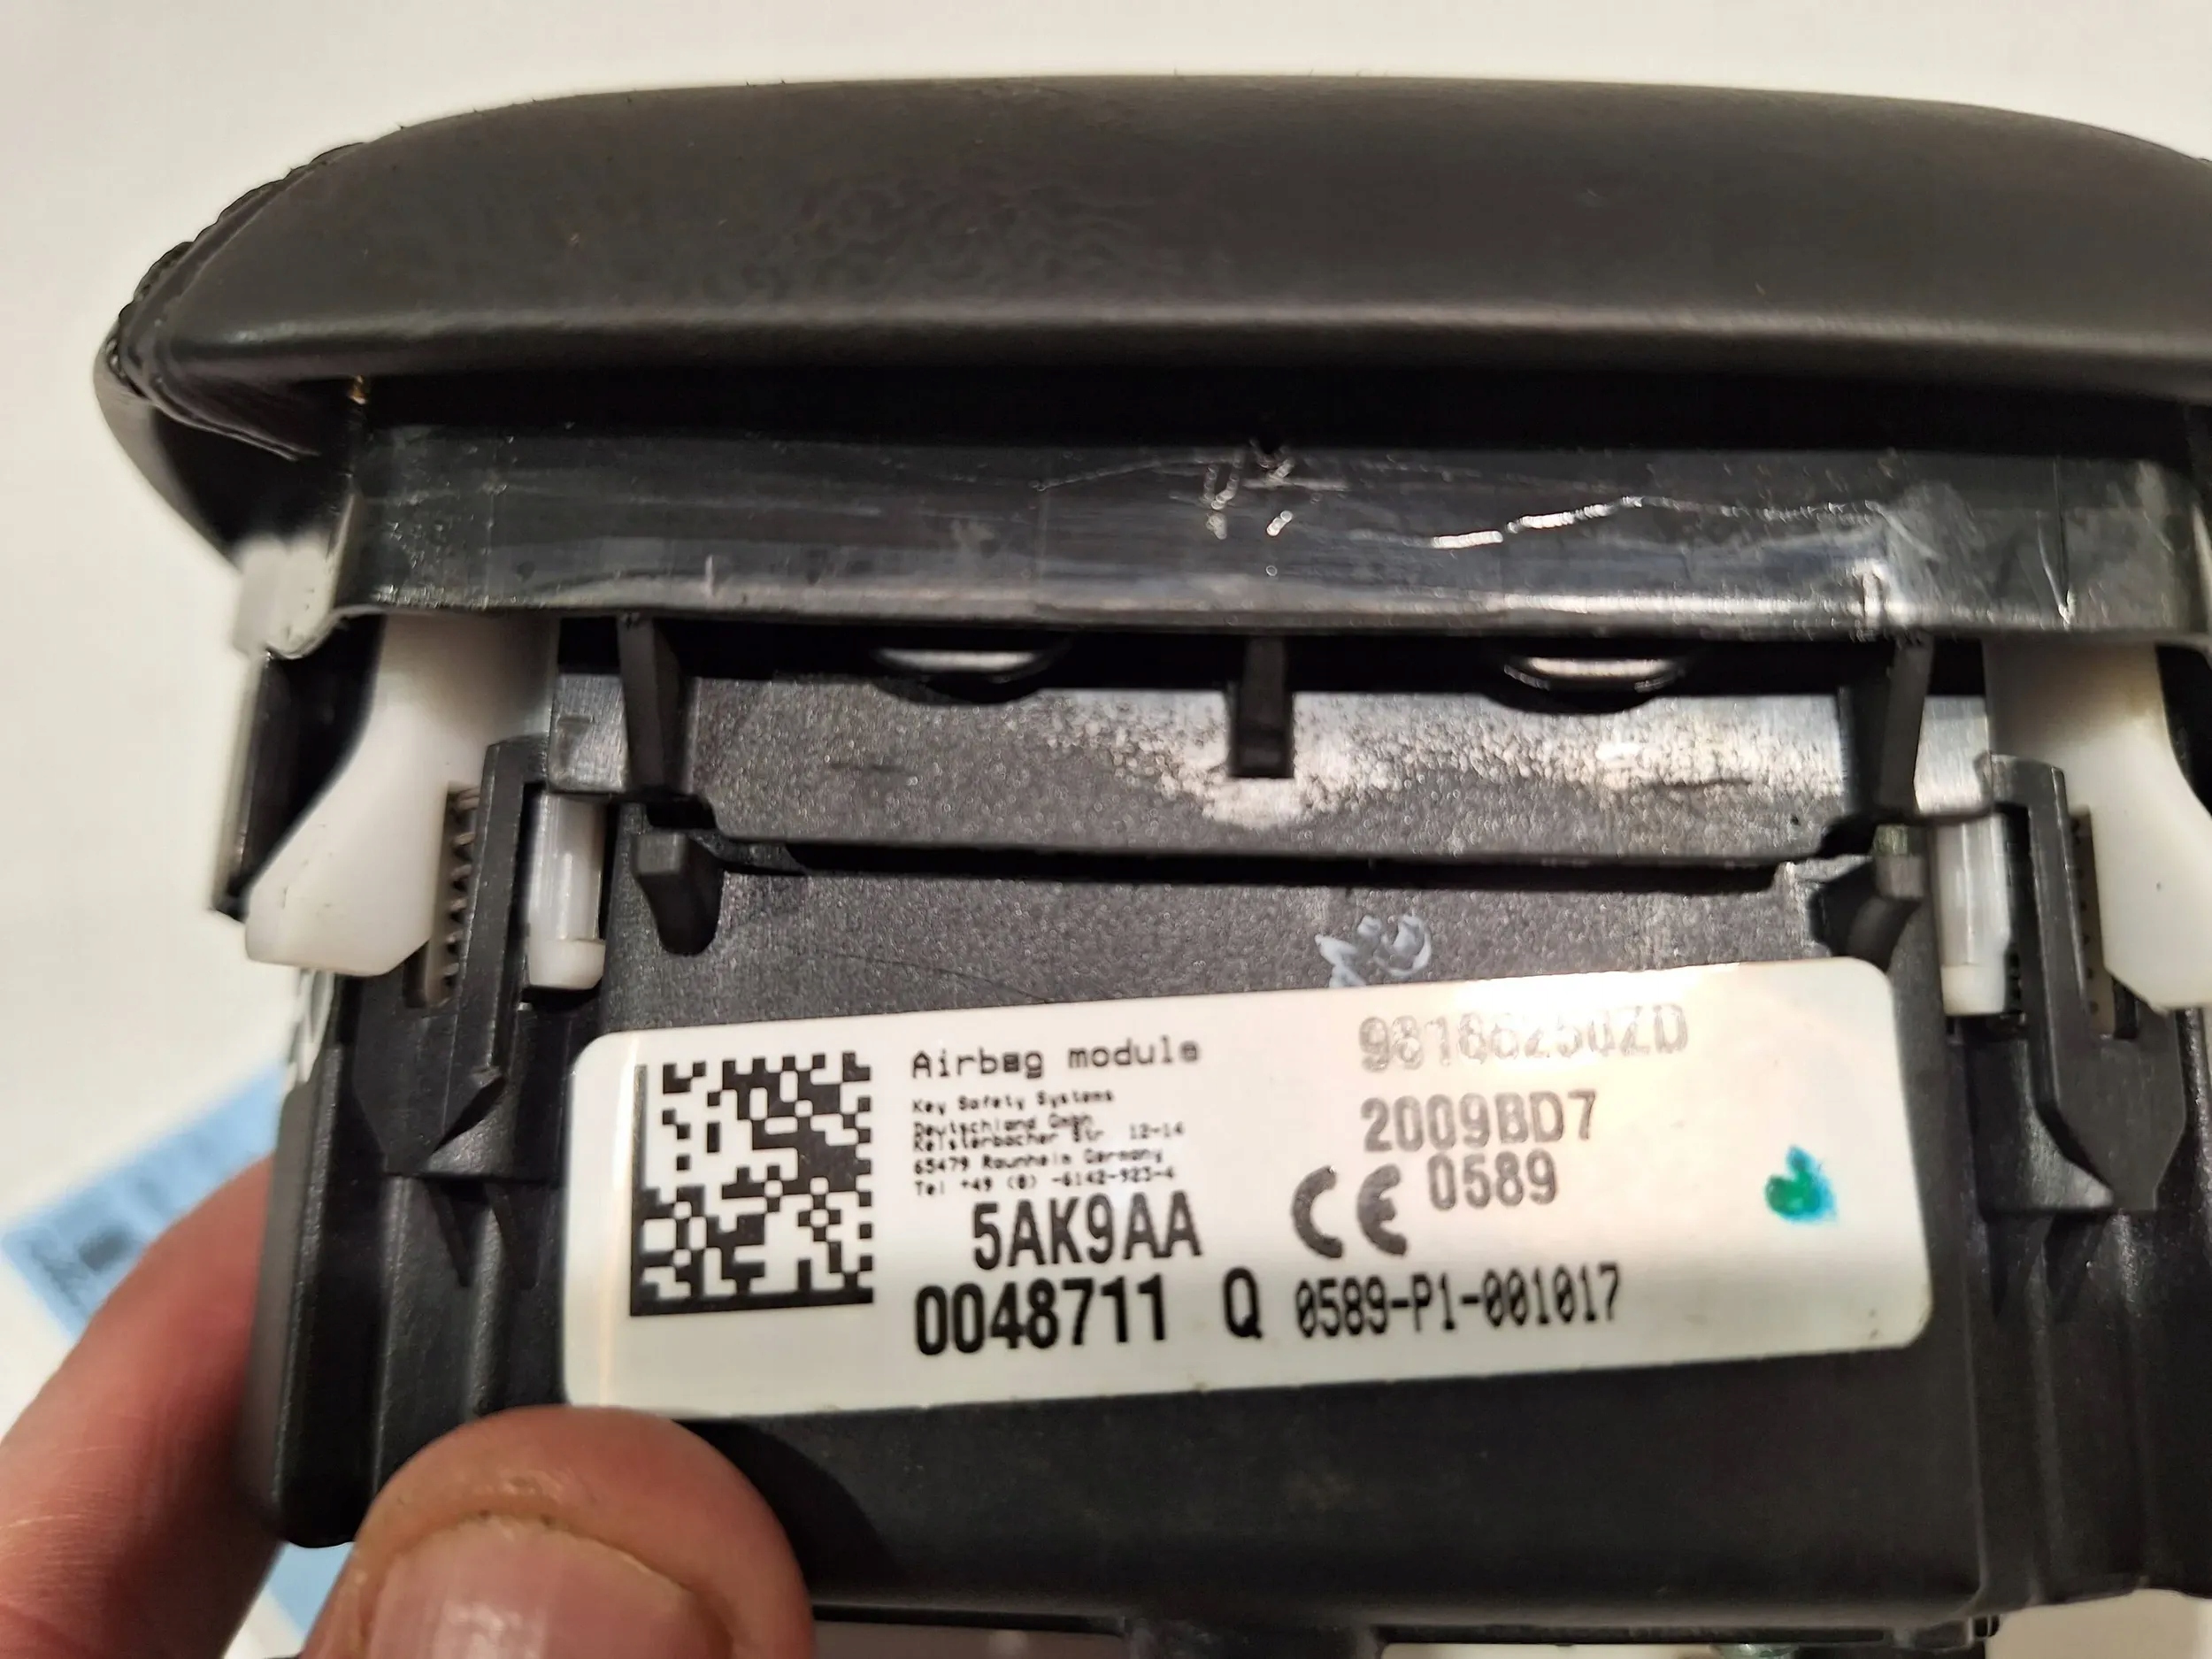 Airbag module
98186250ZD
Key Safety Systems
Deutschland GmbH
Kelsterbacher Str 12-14
65479 Raunheim Germany
Tel +49 (0) -6142-923-4
2009BD7
CE 0589
5AK9AA
0048711 Q 0589-P1-001017